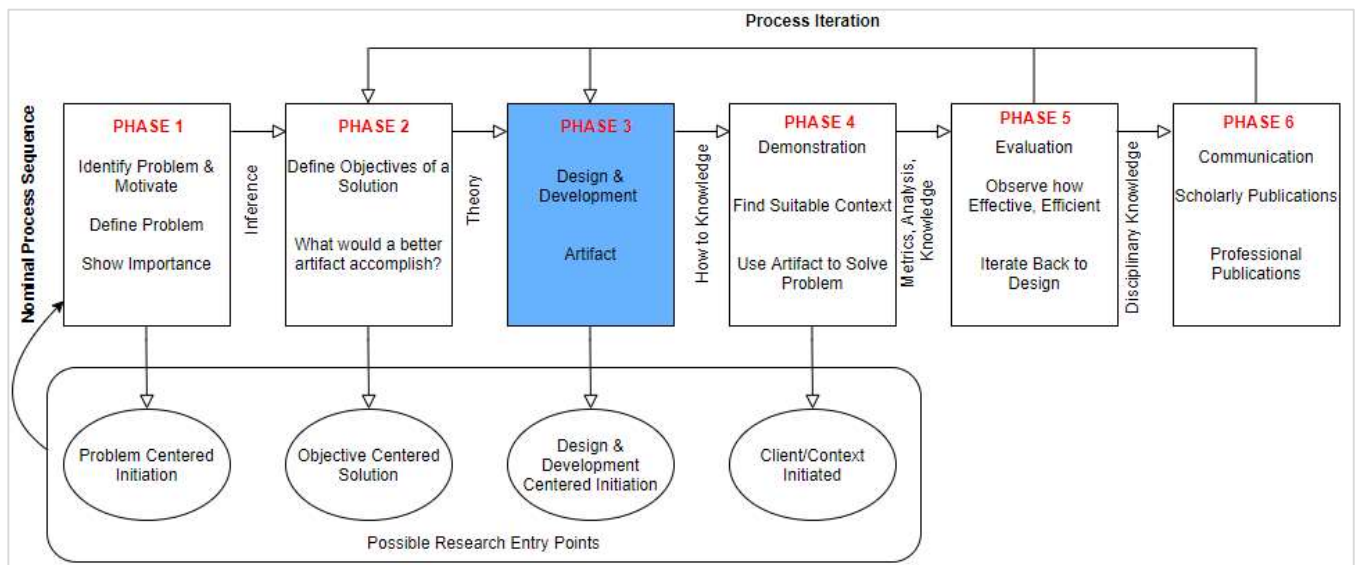 Process Iteration
Nominal Process Sequence
PHASE 1
Identify Problem &
Motivate
Define Problem
Show Importance
Inference
PHASE 2
Define Objectives of a
Solution
What would a better
artifact accomplish?
Theory
PHASE 3
Design &
Development
Artifact
How to Knowledge
PHASE 4
Demonstration
Find Suitable Context
Use Artifact to Solve
Problem
Metrics, Analysis,
Knowledge
PHASE 5
Evaluation
Observe how
Effective, Efficient
Iterate Back to
Design
Disciplinary Knowledge
PHASE 6
Communication
Scholarly Publications
Professional
Publications
Problem Centered
Initiation
Objective Centered
Solution
Design &
Development
Centered Initiation
Client/Context
Initiated
Possible Research Entry Points